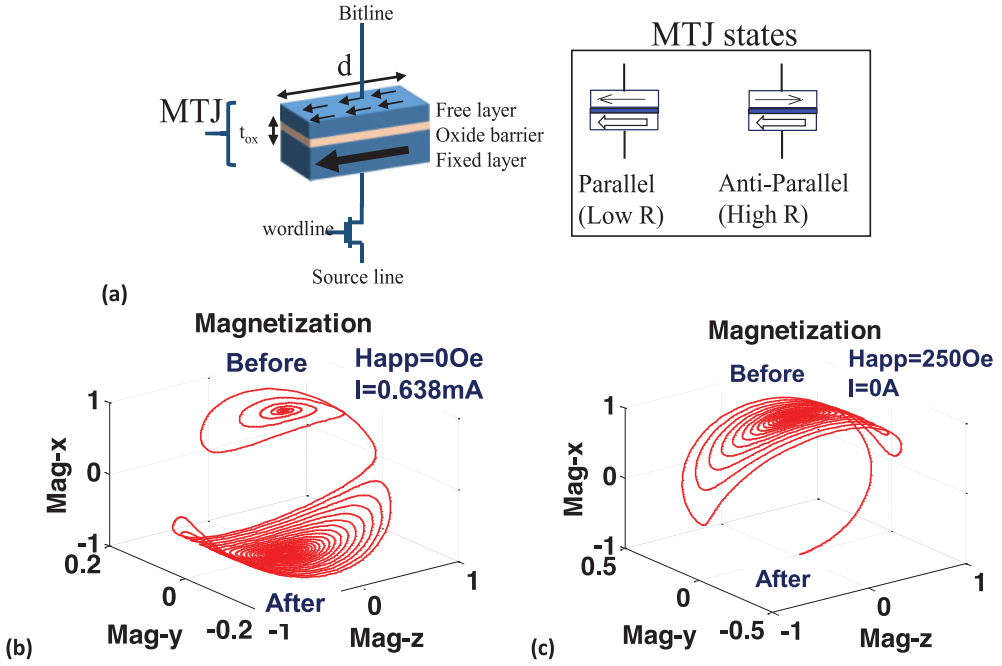 Bitline
d
MTJ
t_ox
Free layer
Oxide barrier
Fixed layer
wordline
Source line
(a)
MTJ states
Parallel
(Low R)
Anti-Parallel
(High R)
Magnetization
Before
Happ=0Oe
I=0.638mA
Mag-x
1
0
-1
0.2
0
-0.2
Mag-y
-1
0
1
Mag-z
After
(b)
Magnetization
Before
Happ=250Oe
I=0A
Mag-x
1
0
-1
0.5
0
-0.5
Mag-y
-1
0
1
Mag-z
After
(c)